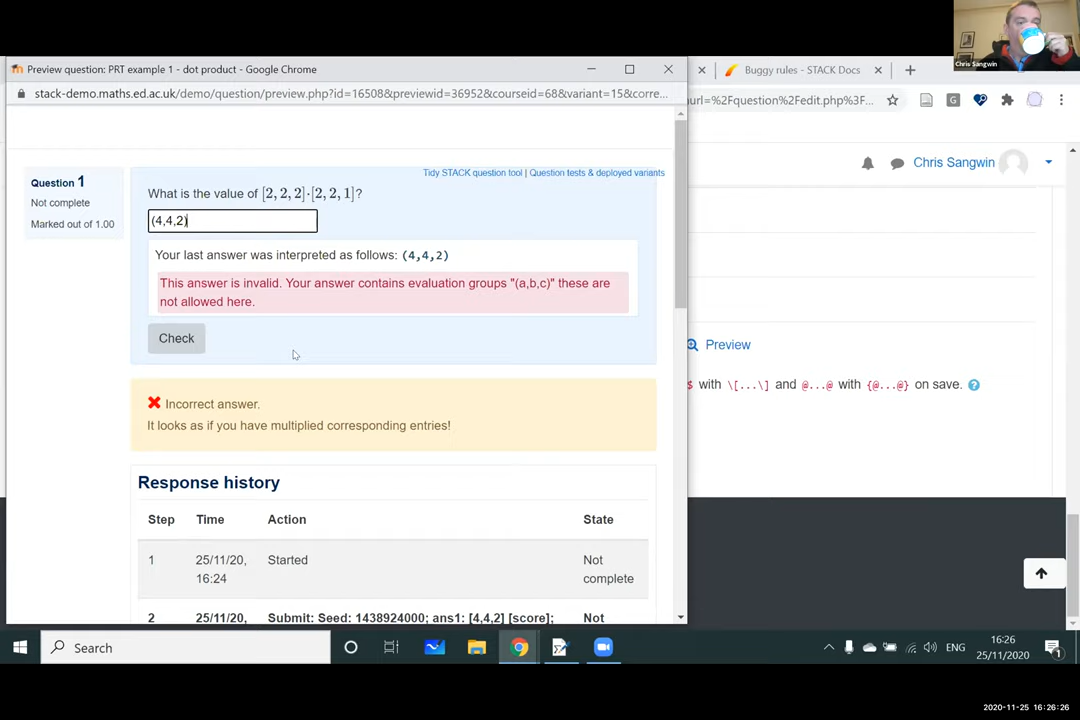 Chris Sangwin
Preview question: PRT example 1 - dot product - Google Chrome
Buggy rules - STACK Docs
stack-demo.maths.ed.ac.uk/demo/question/preview.php?id=16508&previewid=36952&courseid=68&variant=15&corre...
url=%2Fquestion%2Fedit.php%3F...
Chris Sangwin
Question 1
Not complete
Marked out of 1.00
Tidy STACK question tool | Question tests & deployed variants
What is the value of [2, 2, 2]·[2, 2, 1]?
(4,4,2)
Your last answer was interpreted as follows: (4,4,2)
This answer is invalid. Your answer contains evaluation groups "(a,b,c)" these are
not allowed here.
Check
Preview
$ with \[...\] and @...@ with {@...@} on save.
Incorrect answer.
It looks as if you have multiplied corresponding entries!
Response history
Step Time Action State
1 25/11/20, Started Not
16:24 complete
2 25/11/20, Submit: Seed: 1438924000; ans1: [4,4,2] [score]; Not
Search
ENG
16:26
25/11/2020
1
2020-11-25 16:26:26